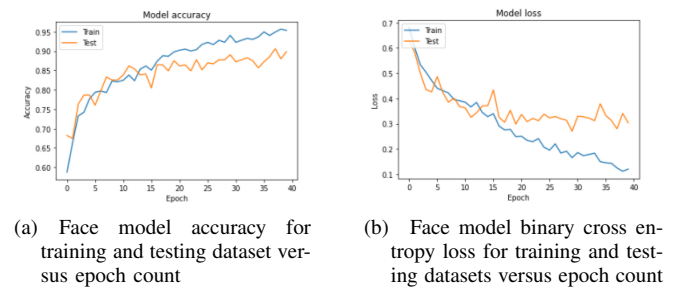 Model accuracy
Train
Test
0.95
0.90
0.85
0.80
0.75
0.70
0.65
0.60
Accuracy
0 5 10 15 20 25 30 35 40
Epoch
Model loss
Train
Test
0.7
0.6
0.5
0.4
0.3
0.2
0.1
Loss
0 5 10 15 20 25 30 35 40
Epoch
(a) Face model accuracy for
training and testing dataset ver-
sus epoch count
(b) Face model binary cross en-
tropy loss for training and test-
ing datasets versus epoch count